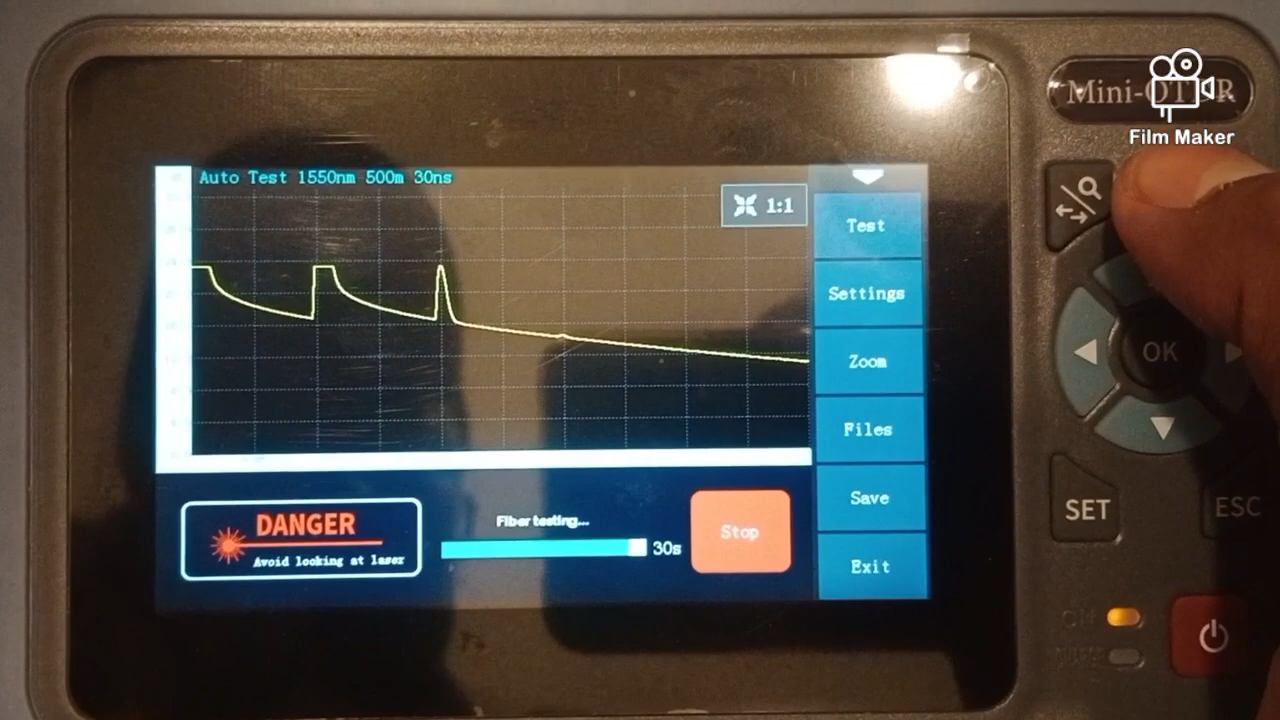 Mini-OTDR
Film Maker
Auto Test 1550nm 500m 30ns
1:1
Test
Settings
Zoom
Files
Save
Exit
DANGER
Avoid looking at laser
Fiber testing...
30s
Stop
OK
SET
ESC